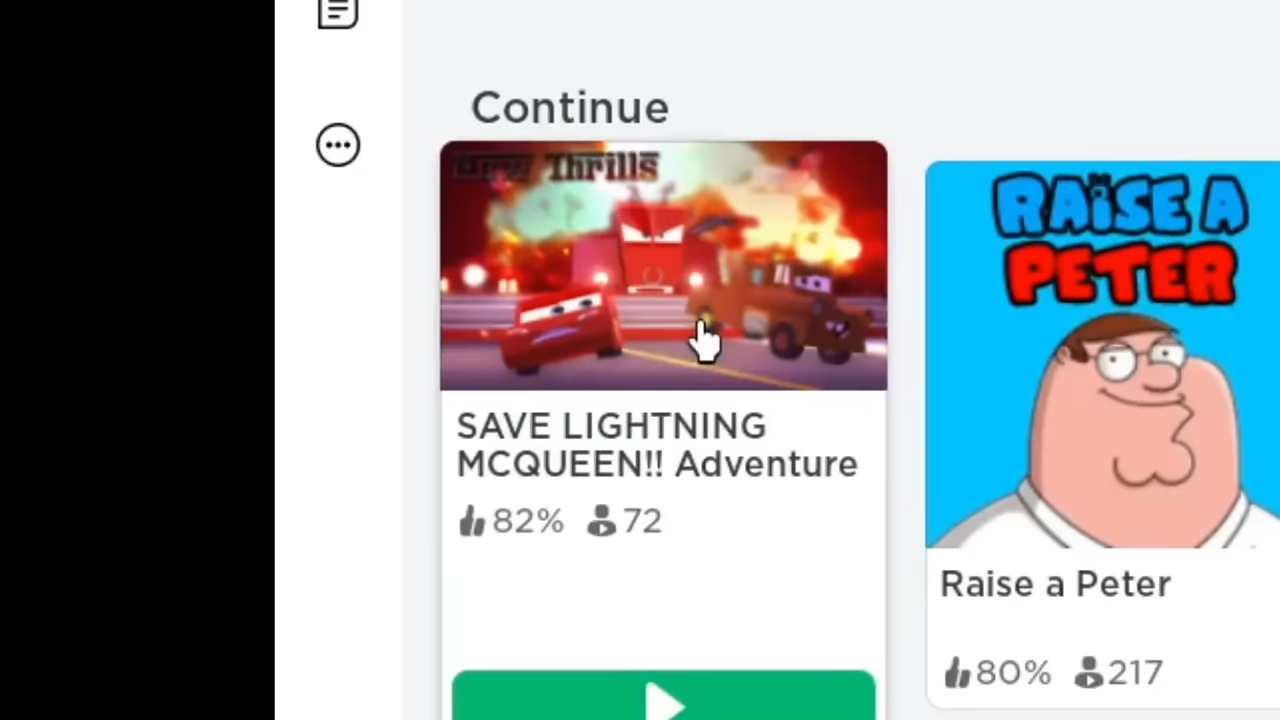 Continue
Thrills
SAVE LIGHTNING
MCQUEEN!! Adventure
82% 72
RAISE A
PETER
Raise a Peter
80% 217